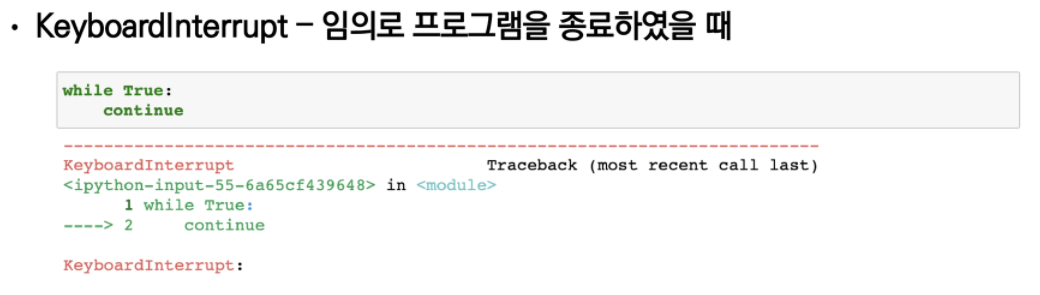 • KeyboardInterrupt – 임의로 프로그램을 종료하였을 때
while True:
    continue
---------------------------------------------------------------------------
KeyboardInterrupt                         Traceback (most recent call last)
<ipython-input-55-6a65cf439648> in <module>
      1 while True:
----> 2     continue
KeyboardInterrupt: